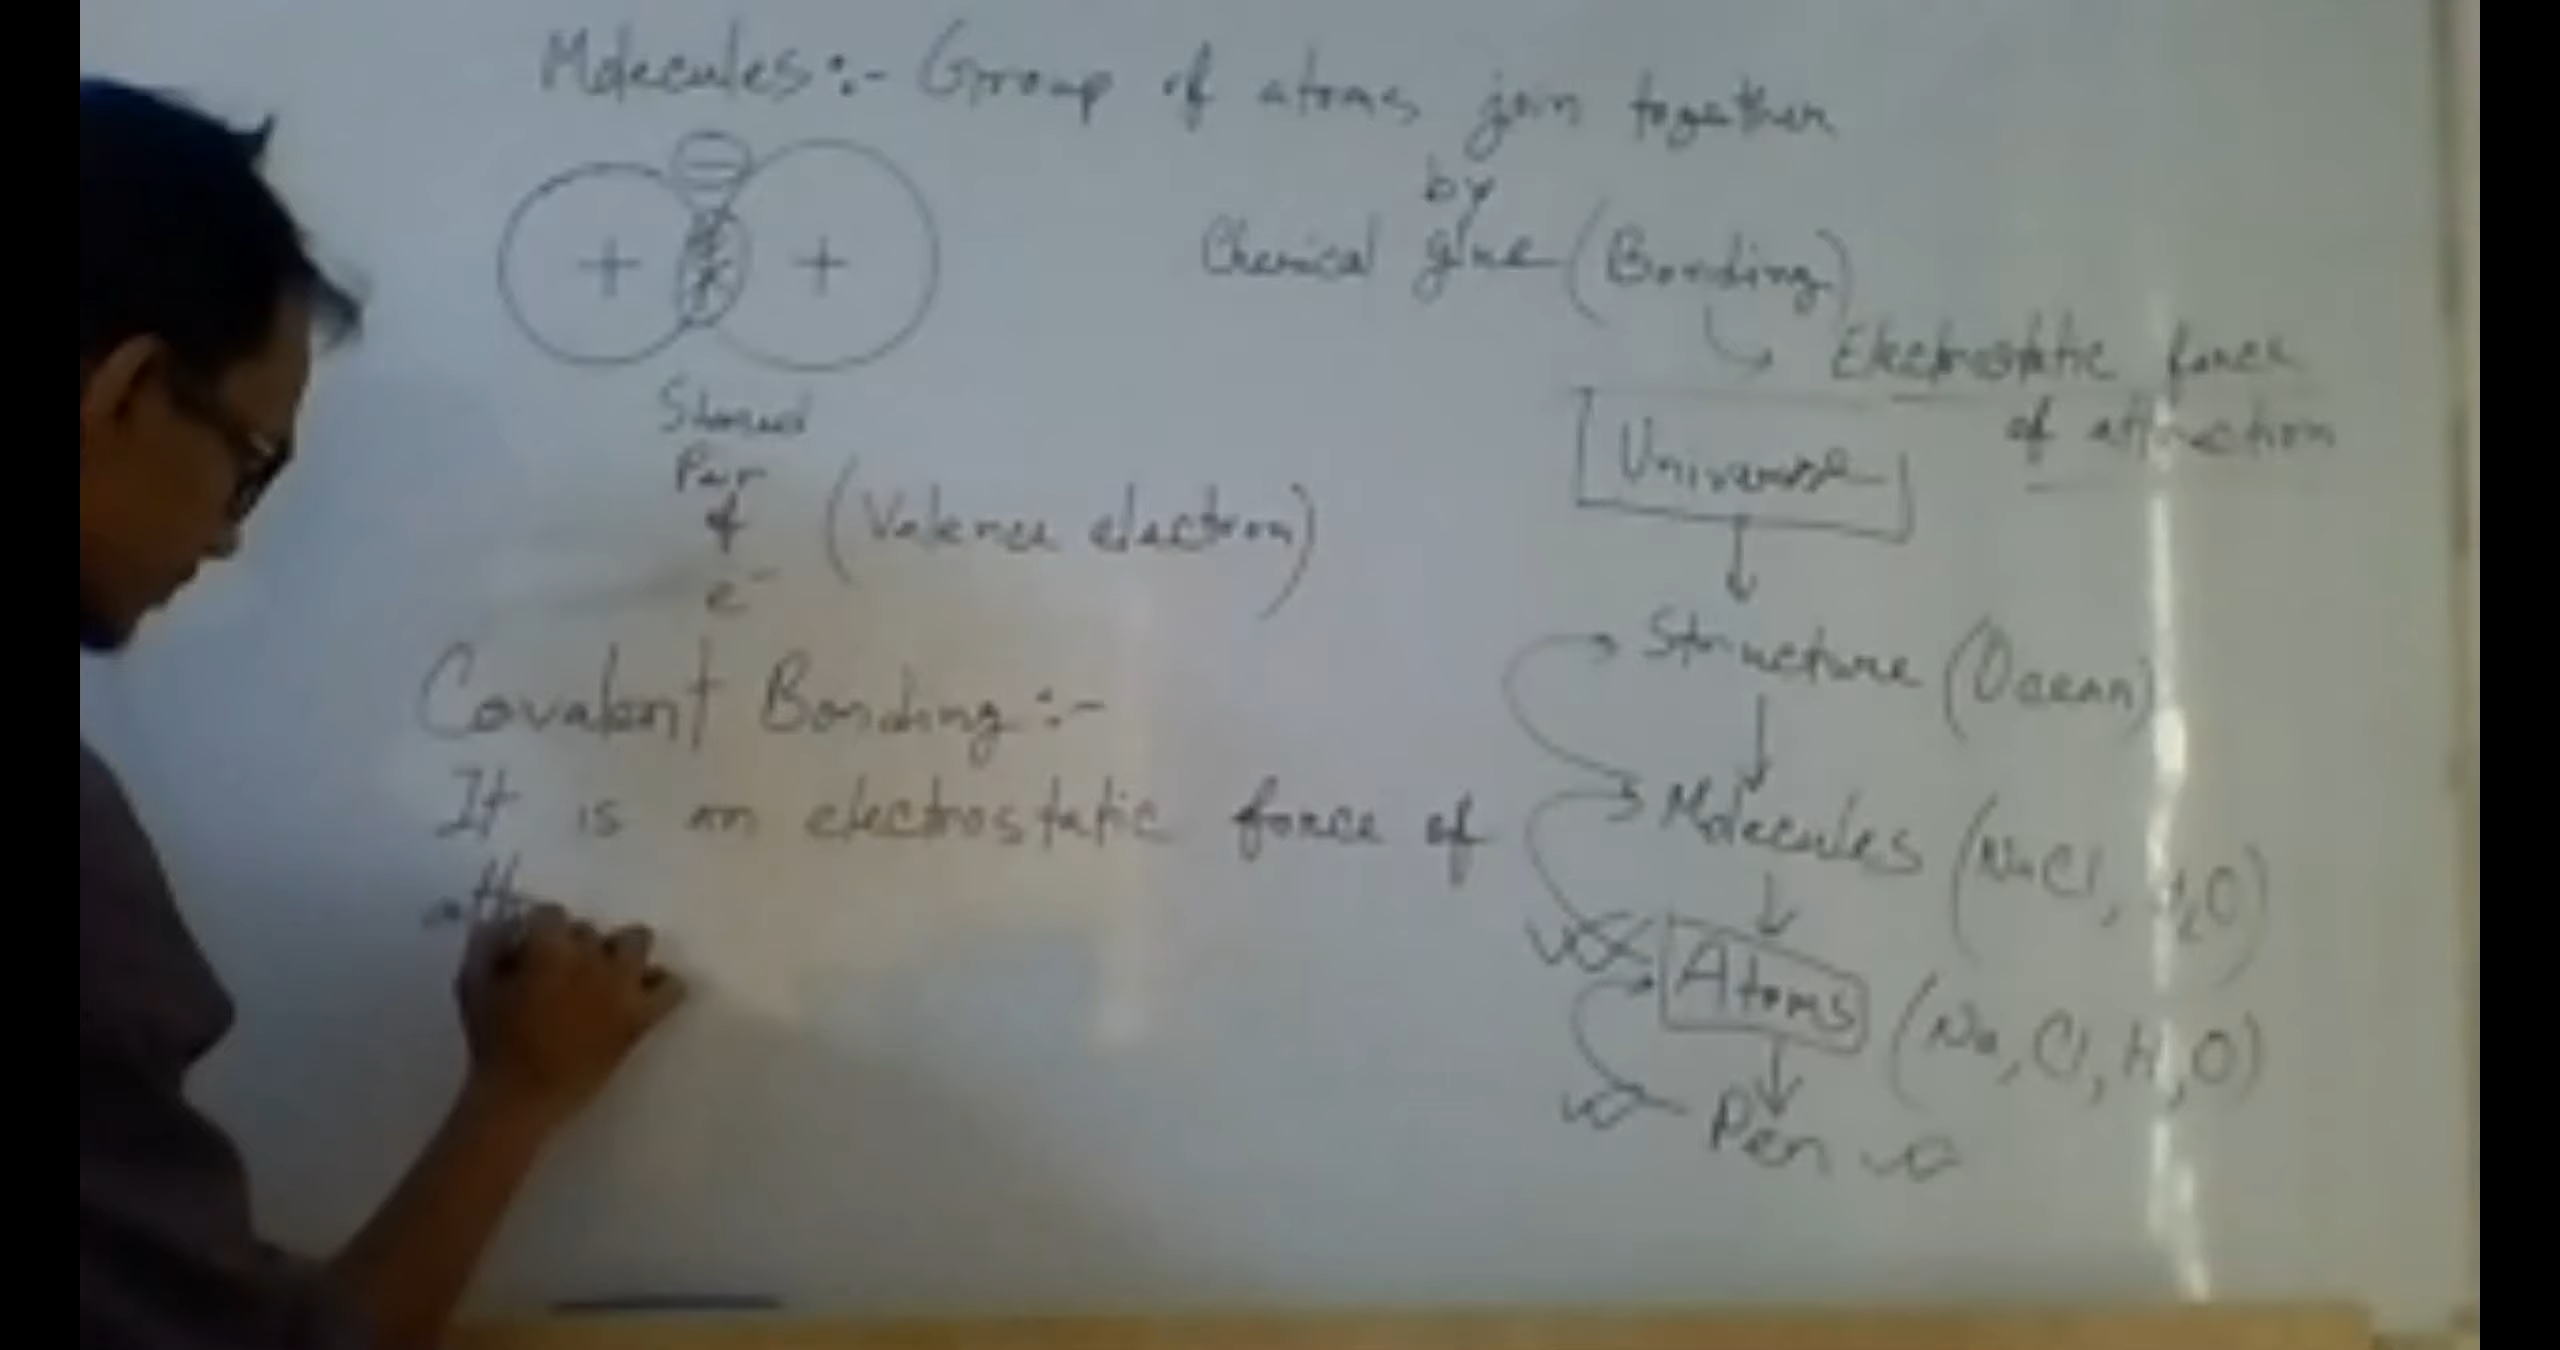 Molecules:- Group of atoms join together
by
Chemical glue (Bonding)
Electrostatic force
of attraction
+ +
Shared
Pair
of
e⁻
(Valence electron)
Covalent Bonding:-
It is an electrostatic force of
att
Universe
Structure (Ocean)
Molecules (NaCl, H₂O)
Atoms (Na, Cl, H, O)
Pen